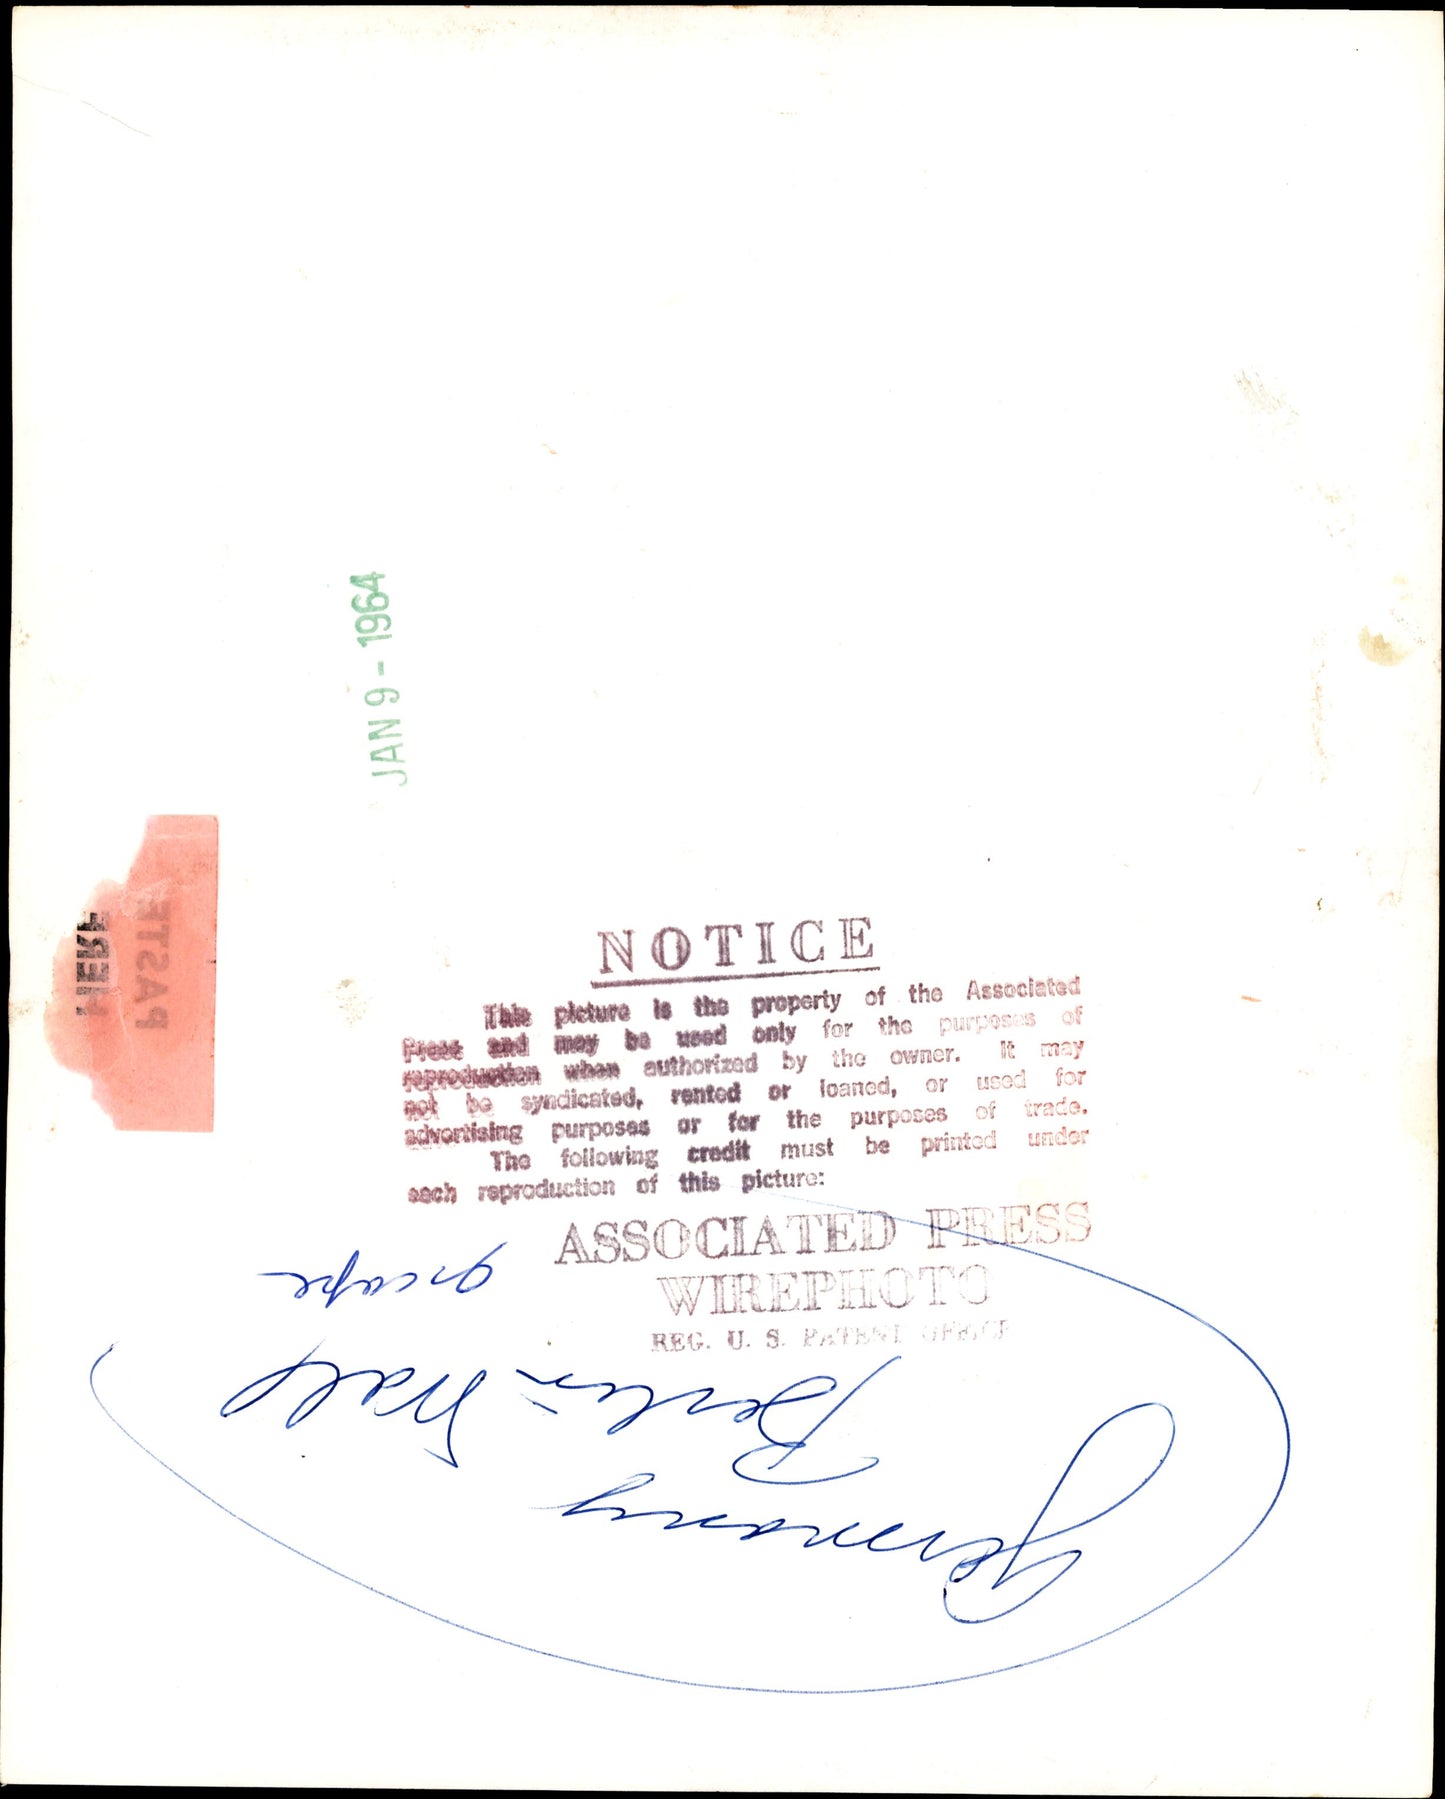 JAN 9 - 1964
PASTE
HERE
NOTICE
This picture is the property of the Associated
Press and may be used only for the purposes of
reproduction when authorized by the owner. It may
not be syndicated, rented or loaned, or used for
advertising purposes or for the purposes of trade.
The following credit must be printed under
each reproduction of this picture:
ASSOCIATED PRESS
WIREPHOTO
REG. U. S. PATENT OFFICE
Germany
Berlin Wall